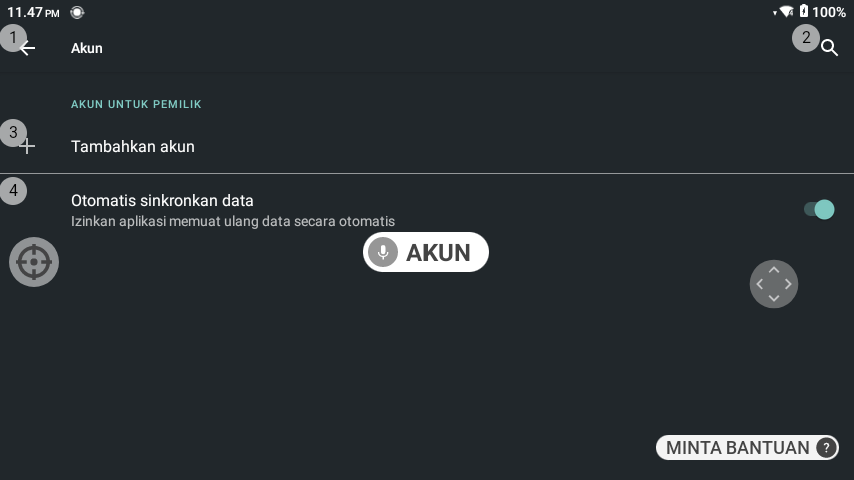 11.47 PM
100%
1
2
Akun
AKUN UNTUK PEMILIK
3
Tambahkan akun
4
Otomatis sinkronkan data
Izinkan aplikasi memuat ulang data secara otomatis
AKUN
MINTA BANTUAN ?